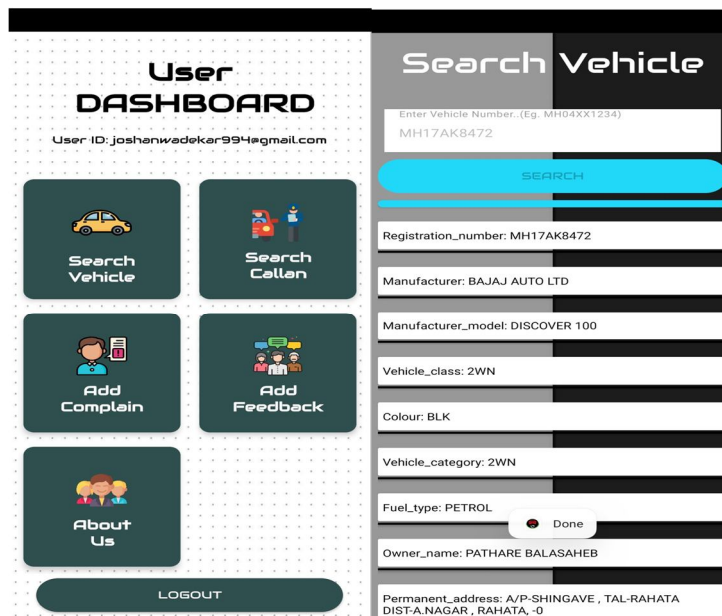 User
DASHBOARD
User ID: joshanwadekar994@gmail.com
Search
Vehicle
Search
Callan
Add
Complain
Add
Feedback
About
Us
LOGOUT
Search Vehicle
Enter Vehicle Number..(Eg. MH04XX1234)
MH17AK8472
SEARCH
Registration_number: MH17AK8472
Manufacturer: BAJAJ AUTO LTD
Manufacturer_model: DISCOVER 100
Vehicle_class: 2WN
Colour: BLK
Vehicle_category: 2WN
Fuel_type: PETROL
Done
Owner_name: PATHARE BALASAHEB
Permanent_address: A/P-SHINGAVE , TAL-RAHATA
DIST-A.NAGAR , RAHATA, -0